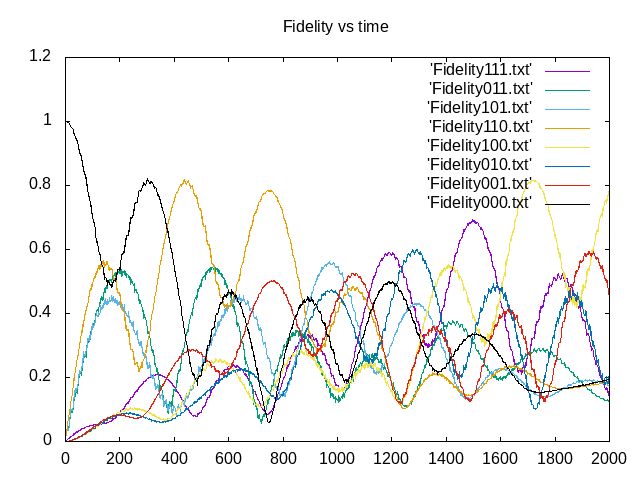 Fidelity vs time
1.2
1
0.8
0.6
0.4
0.2
0
'Fidelity111.txt'
'Fidelity011.txt'
'Fidelity101.txt'
'Fidelity110.txt'
'Fidelity100.txt'
'Fidelity010.txt'
'Fidelity001.txt'
'Fidelity000.txt'
0 200 400 600 800 1000 1200 1400 1600 1800 2000